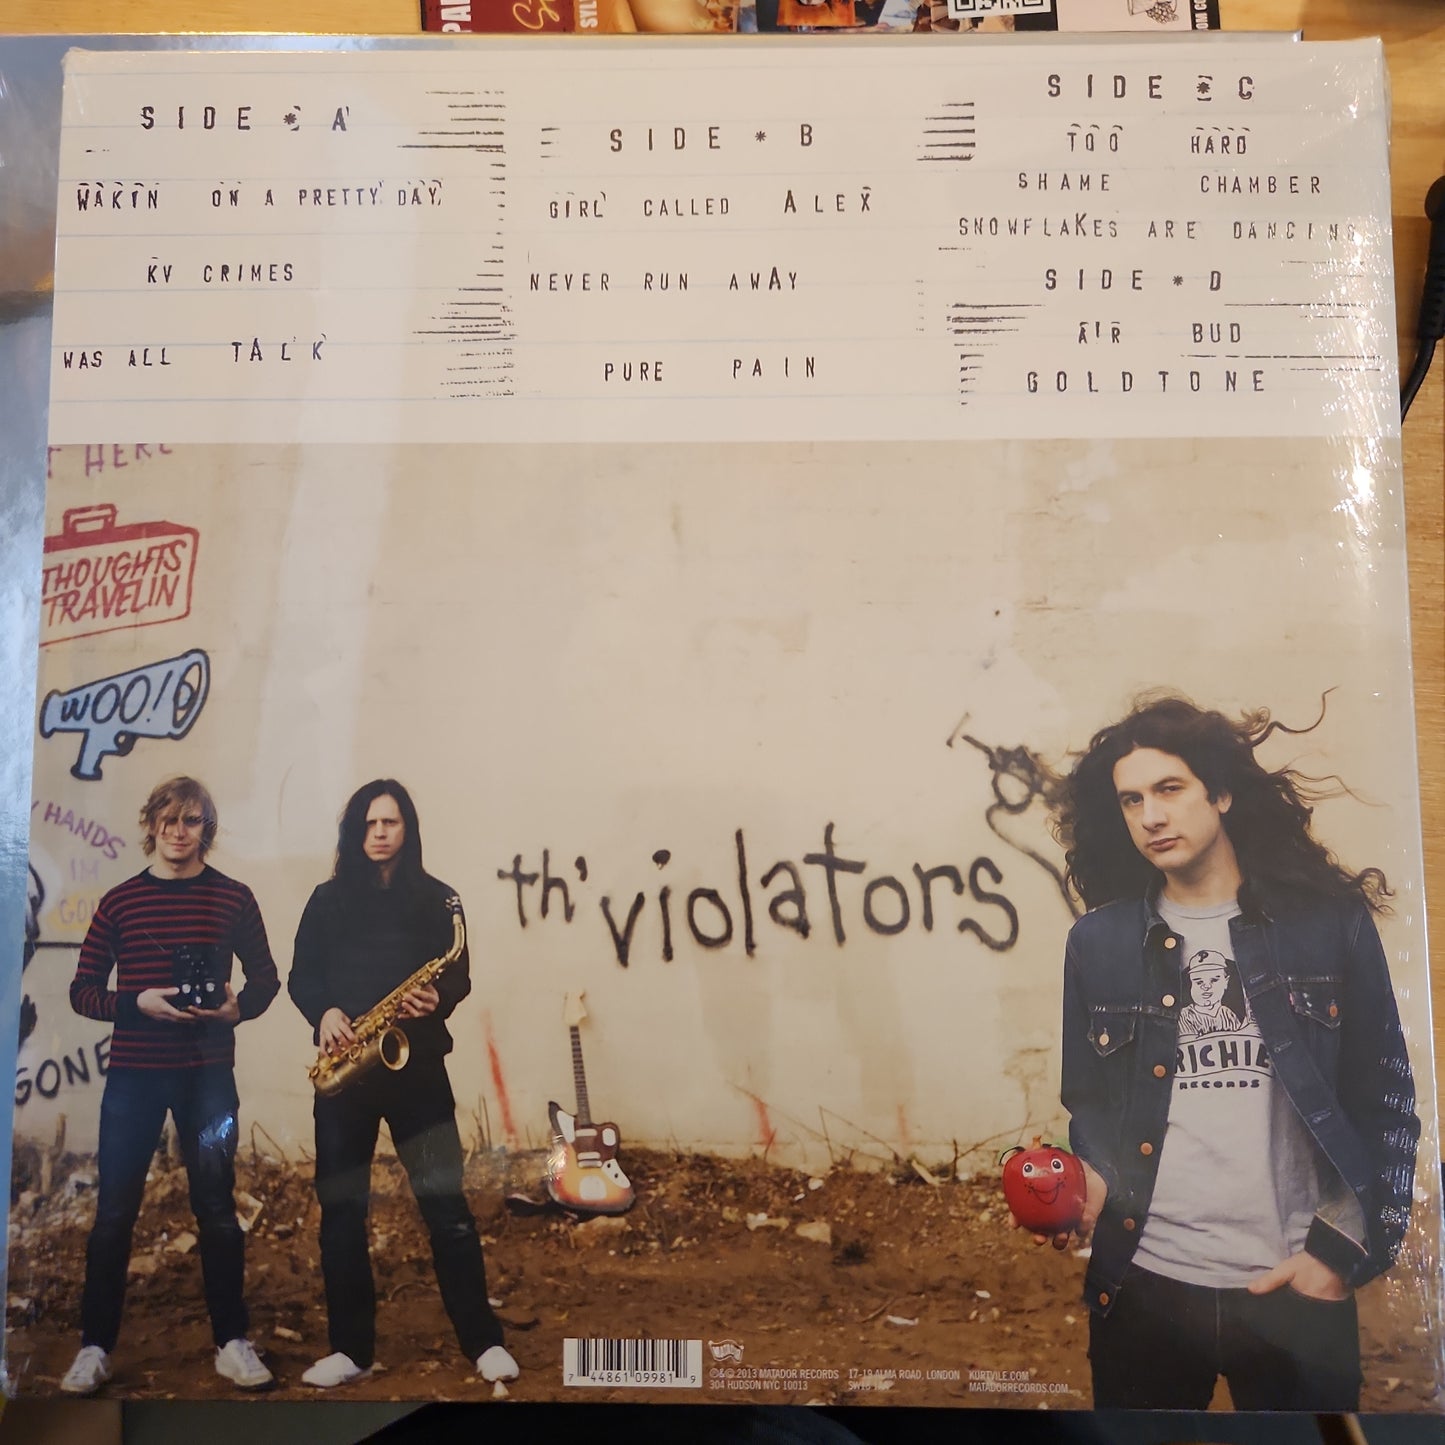 SIDE * A
WAKIN ON A PRETTY DAY
KV CRIMES
WAS ALL TALK
SIDE * B
GIRL CALLED ALEX
NEVER RUN AWAY
PURE PAIN
SIDE * C
TOO HARD
SHAME CHAMBER
SNOWFLAKES ARE DANCING
SIDE * D
AIR BUD
GOLDTONE
HERE
THOUGHTS
TRAVELIN
WOO!
HANDS
IM
GONE
th' violators
P
RICHIE
RECORDS
7 44861 09981 9
MATADOR
©&℗ 2013 MATADOR RECORDS
304 HUDSON NYC 10013
17-19 ALMA ROAD, LONDON
KURTVILE.COM
MATADORRECORDS.COM